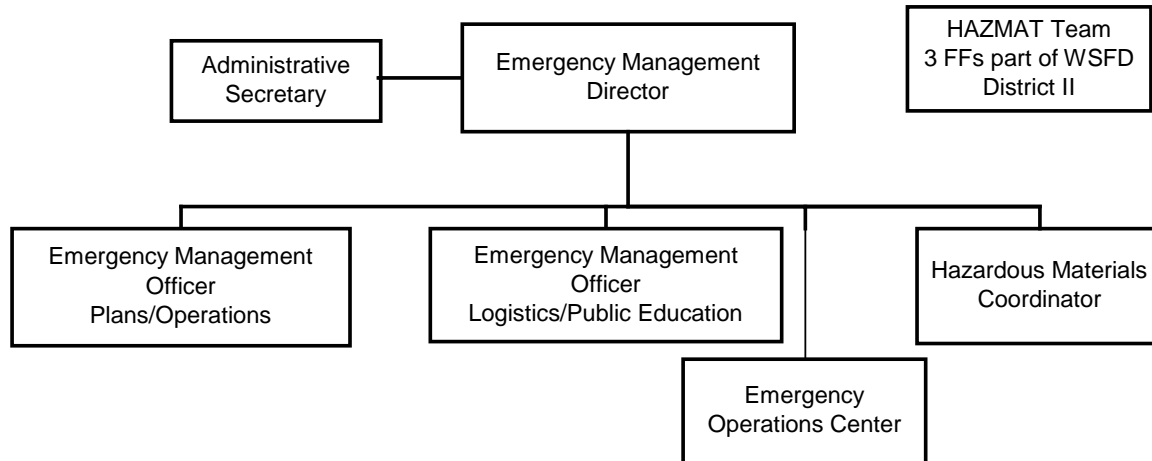 Administrative
Secretary
Emergency Management
Director
HAZMAT Team
3 FFs part of WSFD
District II
Emergency Management
Officer
Plans/Operations
Emergency Management
Officer
Logistics/Public Education
Hazardous Materials
Coordinator
Emergency
Operations Center